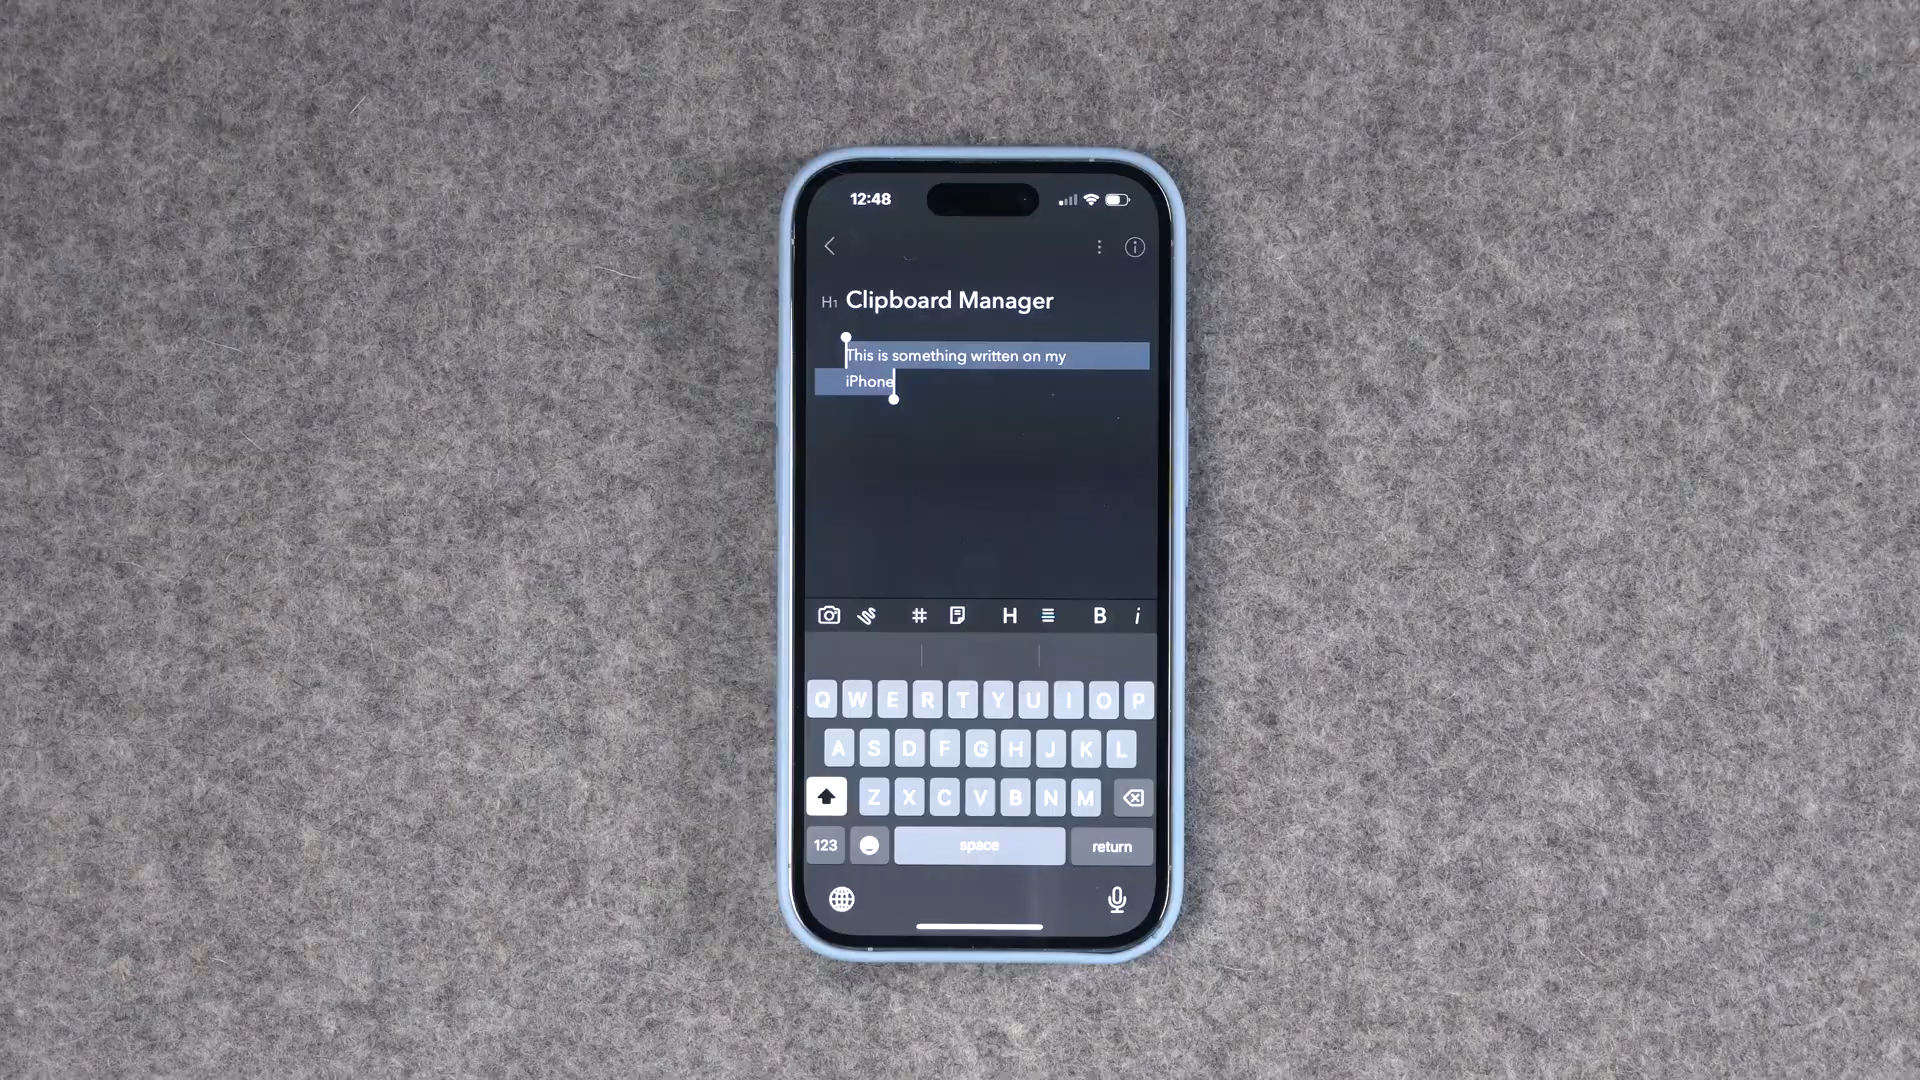 12:48
H1 Clipboard Manager
This is something written on my
iPhone
# H B i
Q W E R T Y U I O P
A S D F G H J K L
Z X C V B N M
123 space return